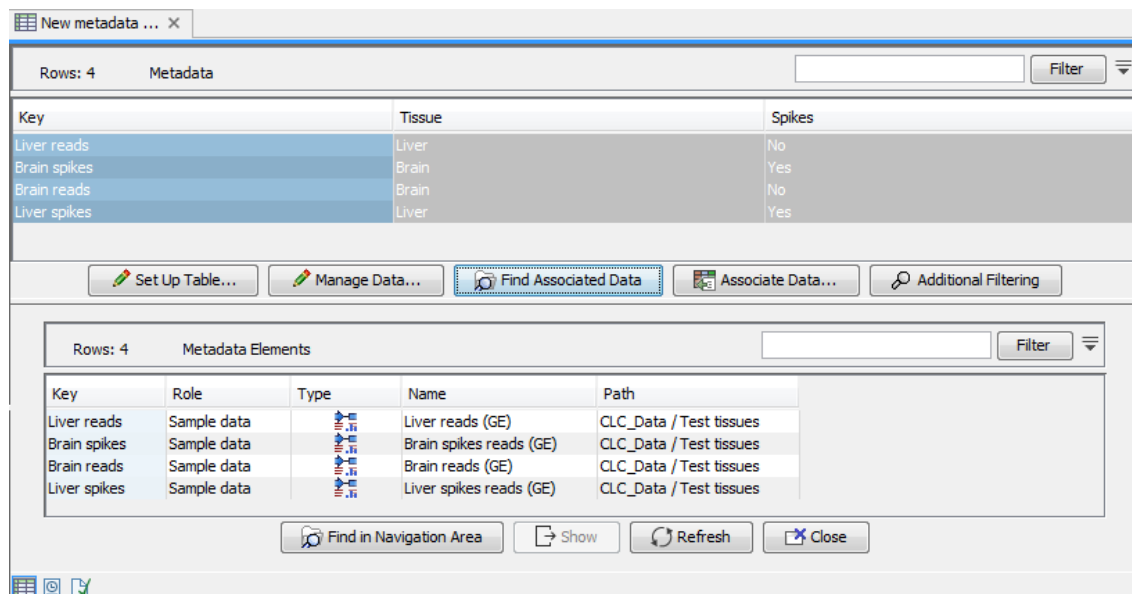 New metadata ...
Rows: 4 Metadata Filter
Key Tissue Spikes
Liver reads Liver No
Brain spikes Brain Yes
Brain reads Brain No
Liver spikes Liver Yes
Set Up Table... Manage Data... Find Associated Data Associate Data... Additional Filtering
Rows: 4 Metadata Elements Filter
Key Role Type Name Path
Liver reads Sample data Liver reads (GE) CLC_Data / Test tissues
Brain spikes Sample data Brain spikes reads (GE) CLC_Data / Test tissues
Brain reads Sample data Brain reads (GE) CLC_Data / Test tissues
Liver spikes Sample data Liver spikes reads (GE) CLC_Data / Test tissues
Find in Navigation Area Show Refresh Close